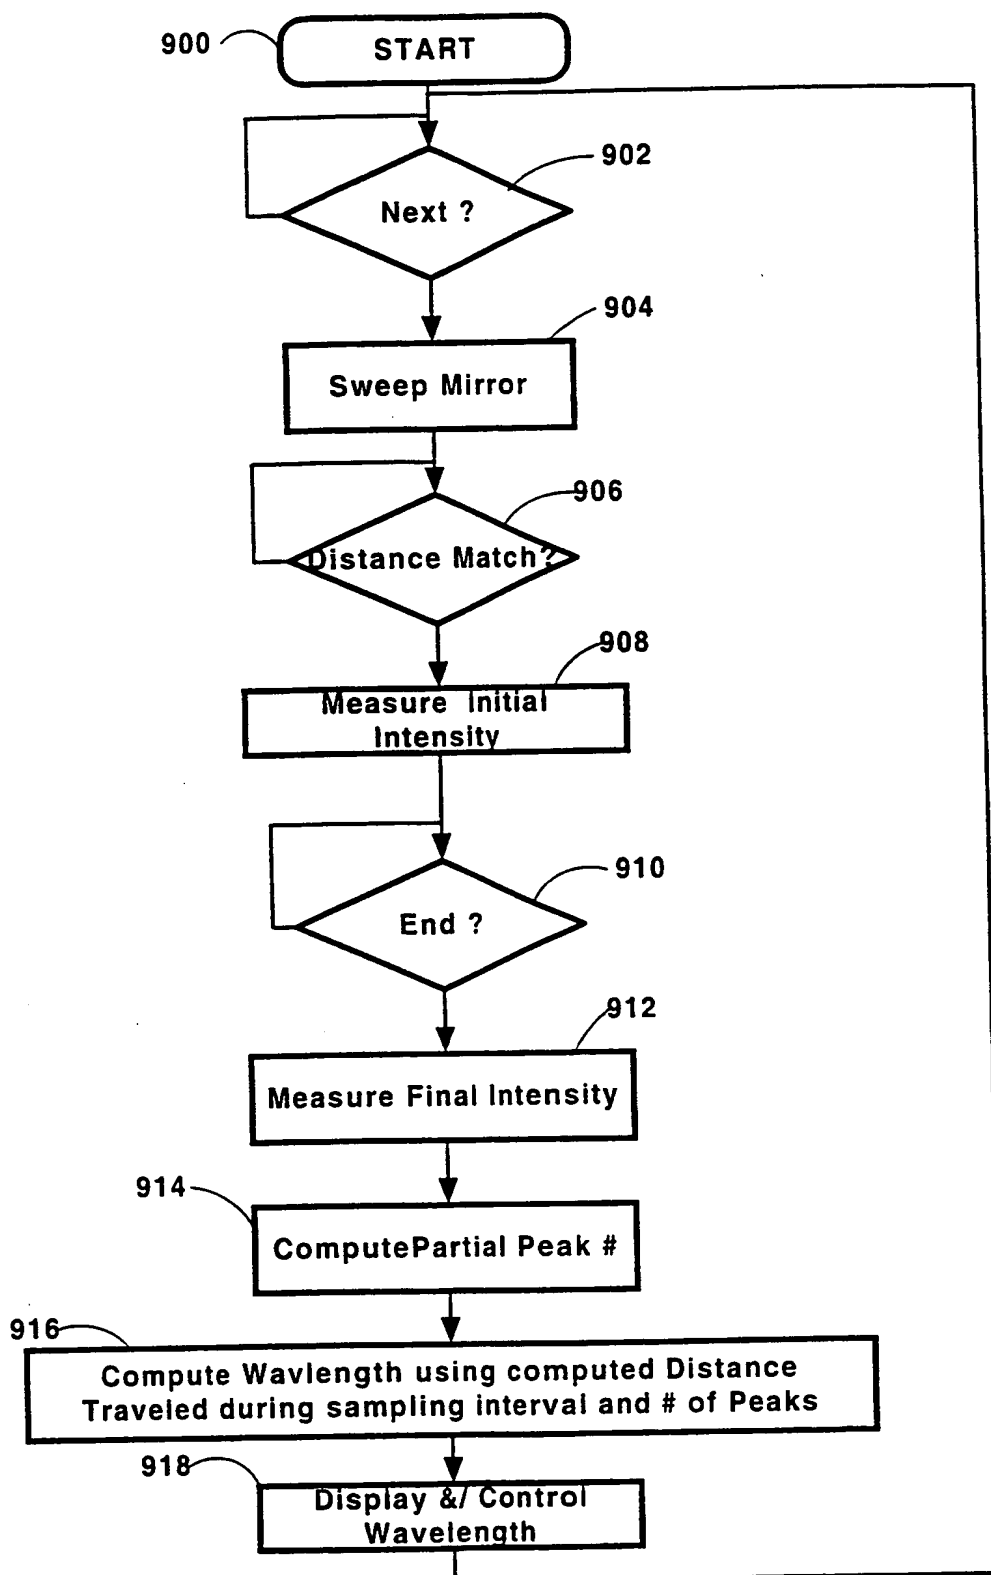 900
START
902
Next ?
904
Sweep Mirror
906
Distance Match?
908
Measure Initial
Intensity
910
End ?
912
Measure Final Intensity
914
ComputePartial Peak #
916
Compute Wavlength using computed Distance
Traveled during sampling interval and # of Peaks
918
Display &/ Control
Wavelength